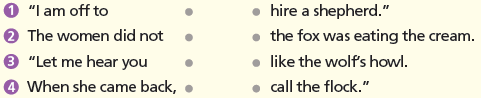 1 "I am off to • • hire a shepherd."
2 The women did not • • the fox was eating the cream.
3 "Let me hear you • • like the wolf's howl.
4 When she came back, • • call the flock."